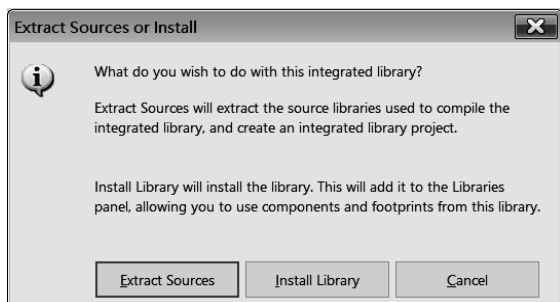 Extract Sources or Install
What do you wish to do with this integrated library?
Extract Sources will extract the source libraries used to compile the
integrated library, and create an integrated library project.
Install Library will install the library. This will add it to the Libraries
panel, allowing you to use components and footprints from this library.
Extract Sources
Install Library
Cancel